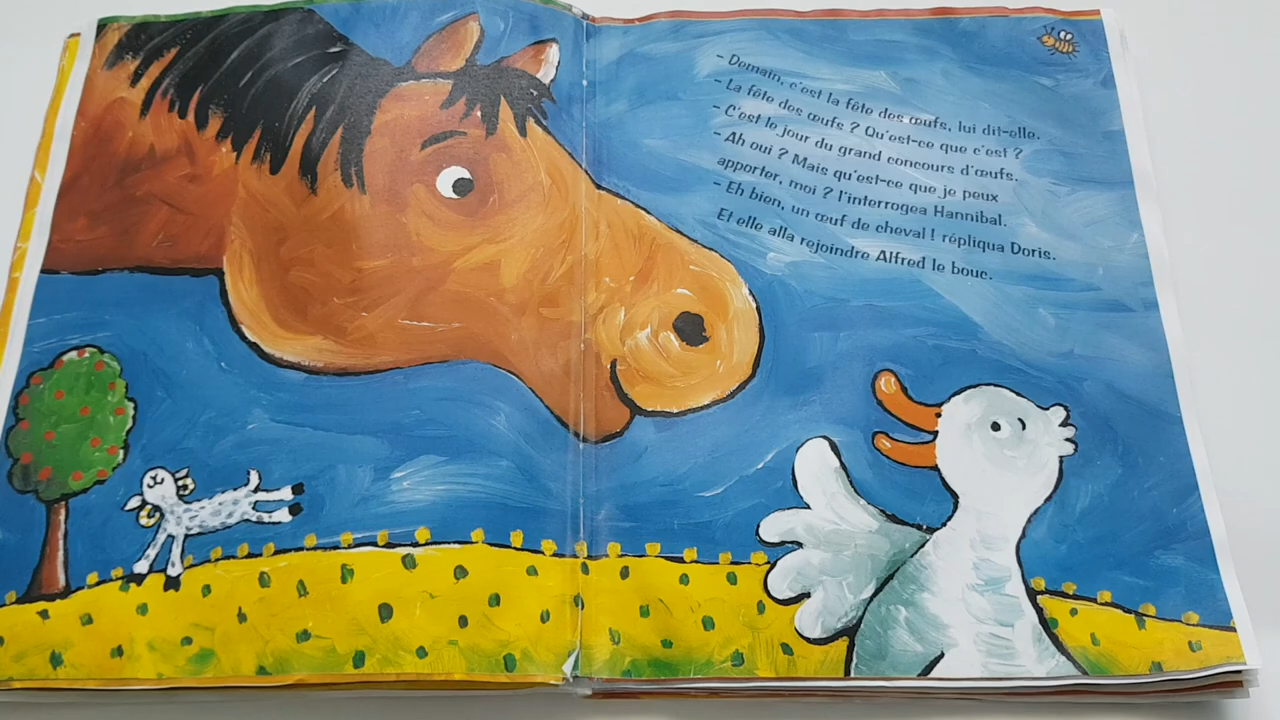 - Demain, c'est la fête des œufs, lui dit-elle.
- La fête des œufs ? Qu'est-ce que c'est ?
- C'est le jour du grand concours d'œufs.
- Ah oui ? Mais qu'est-ce que je peux
apporter, moi ? l'interrogea Hannibal.
- Eh bien, un œuf de cheval ! répliqua Doris.
Et elle alla rejoindre Alfred le bouc.